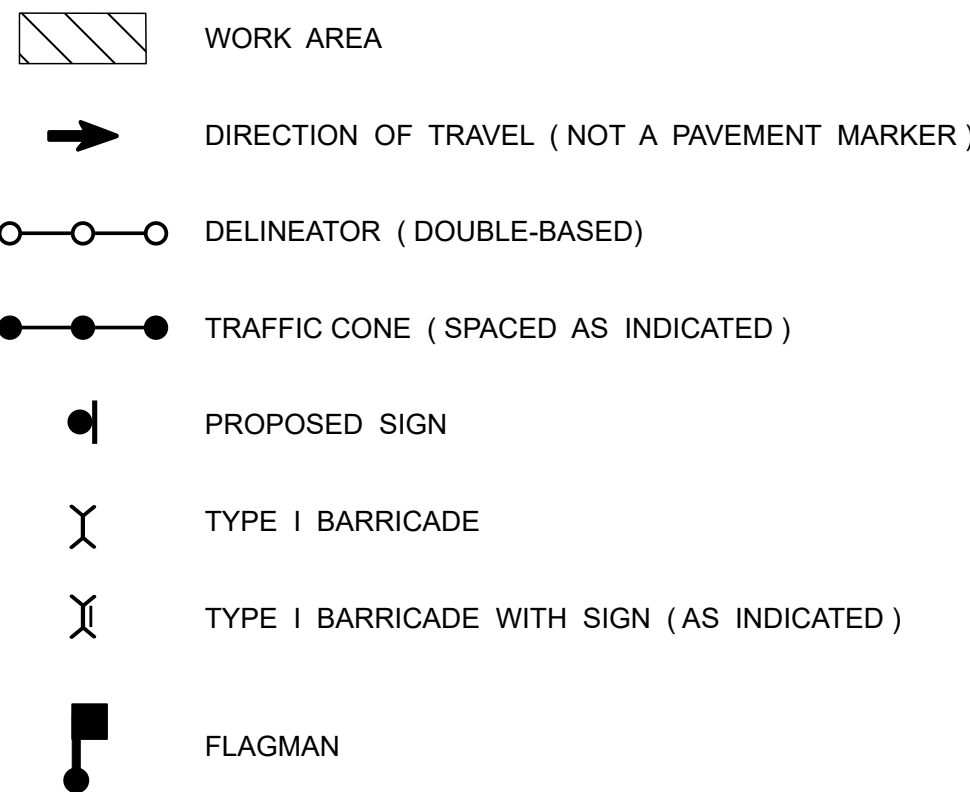 WORK AREA
DIRECTION OF TRAVEL ( NOT A PAVEMENT MARKER )
DELINEATOR ( DOUBLE-BASED)
TRAFFIC CONE ( SPACED AS INDICATED )
PROPOSED SIGN
TYPE I BARRICADE
TYPE I BARRICADE WITH SIGN ( AS INDICATED )
FLAGMAN